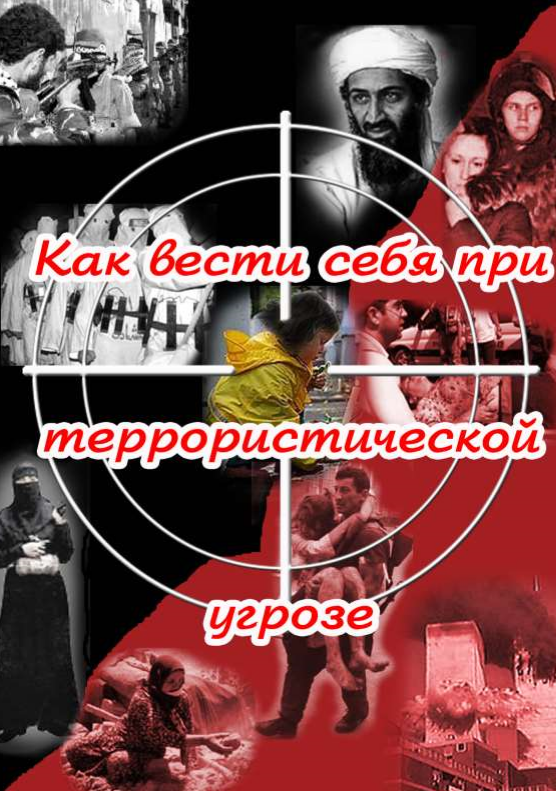 Как вести себя при
террористической
угрозе